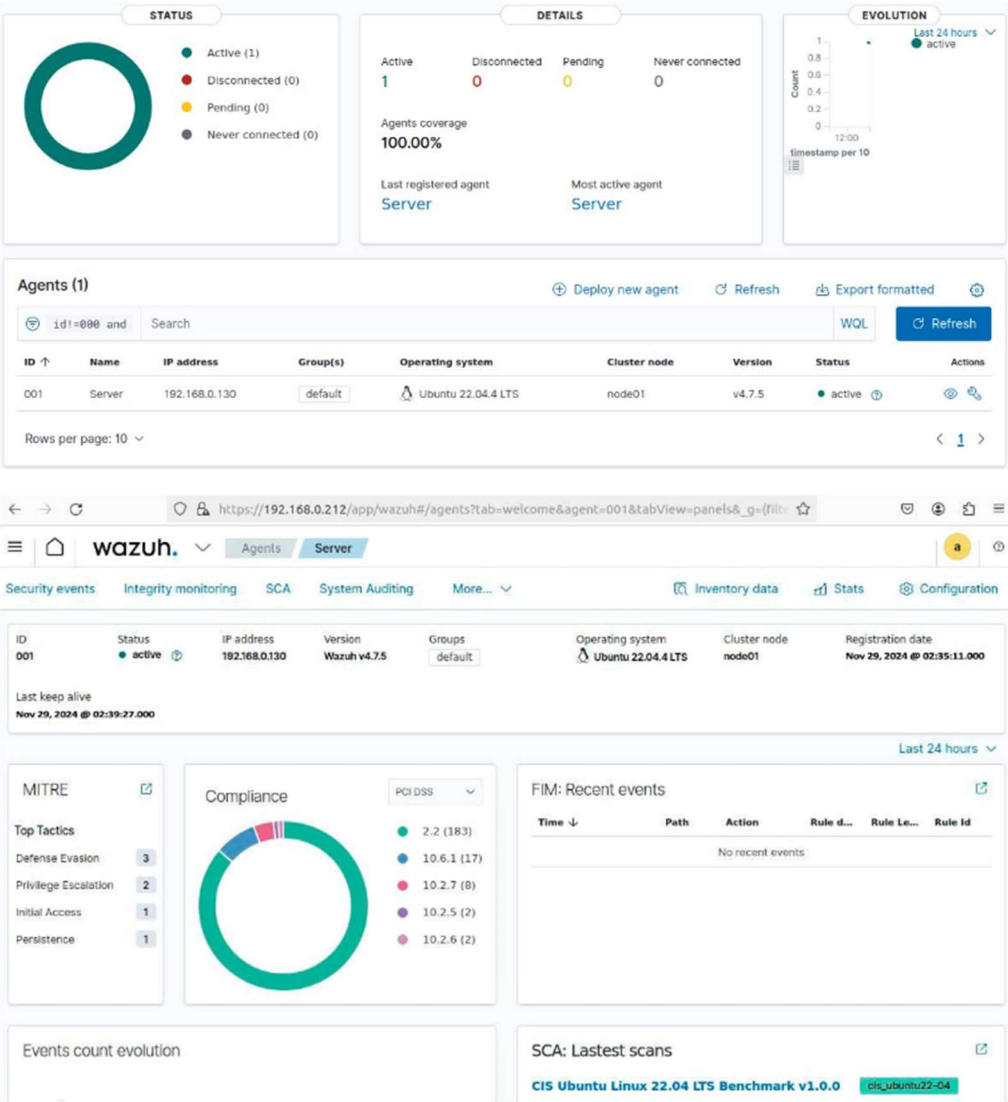 STATUS
Active (1)
Disconnected (0)
Pending (0)
Never connected (0)
DETAILS
Active Disconnected Pending Never connected
1 0 0 0
Agents coverage
100.00%
Last registered agent Most active agent
Server Server
EVOLUTION
Last 24 hours
active
1
0.8
0.6
0.4
0.2
0
Count
12:00
timestamp per 10
Agents (1)
Deploy new agent Refresh Export formatted
id!=000 and Search WQL Refresh
ID ↑ Name IP address Group(s) Operating system Cluster node Version Status Actions
001 Server 192.168.0.130 default Ubuntu 22.04.4 LTS node01 v4.7.5 active
Rows per page: 10
< 1 >
https://192.168.0.212/app/wazuh#/agents?tab=welcome&agent=001&tabView=panels&_g=(filte
wazuh. Agents Server a
Security events Integrity monitoring SCA System Auditing More... Inventory data Stats Configuration
ID Status IP address Version Groups Operating system Cluster node Registration date
001 active 192.168.0.130 Wazuh v4.7.5 default Ubuntu 22.04.4 LTS node01 Nov 29, 2024 @ 02:35:11.000
Last keep alive
Nov 29, 2024 @ 02:39:27.000
Last 24 hours
MITRE
Top Tactics
Defense Evasion 3
Privilege Escalation 2
Initial Access 1
Persistence 1
Compliance
PCI DSS
2.2 (183)
10.6.1 (17)
10.2.7 (8)
10.2.5 (2)
10.2.6 (2)
FIM: Recent events
Time ↓ Path Action Rule d... Rule Le... Rule Id
No recent events
Events count evolution
SCA: Lastest scans
CIS Ubuntu Linux 22.04 LTS Benchmark v1.0.0 cis_ubuntu22-04